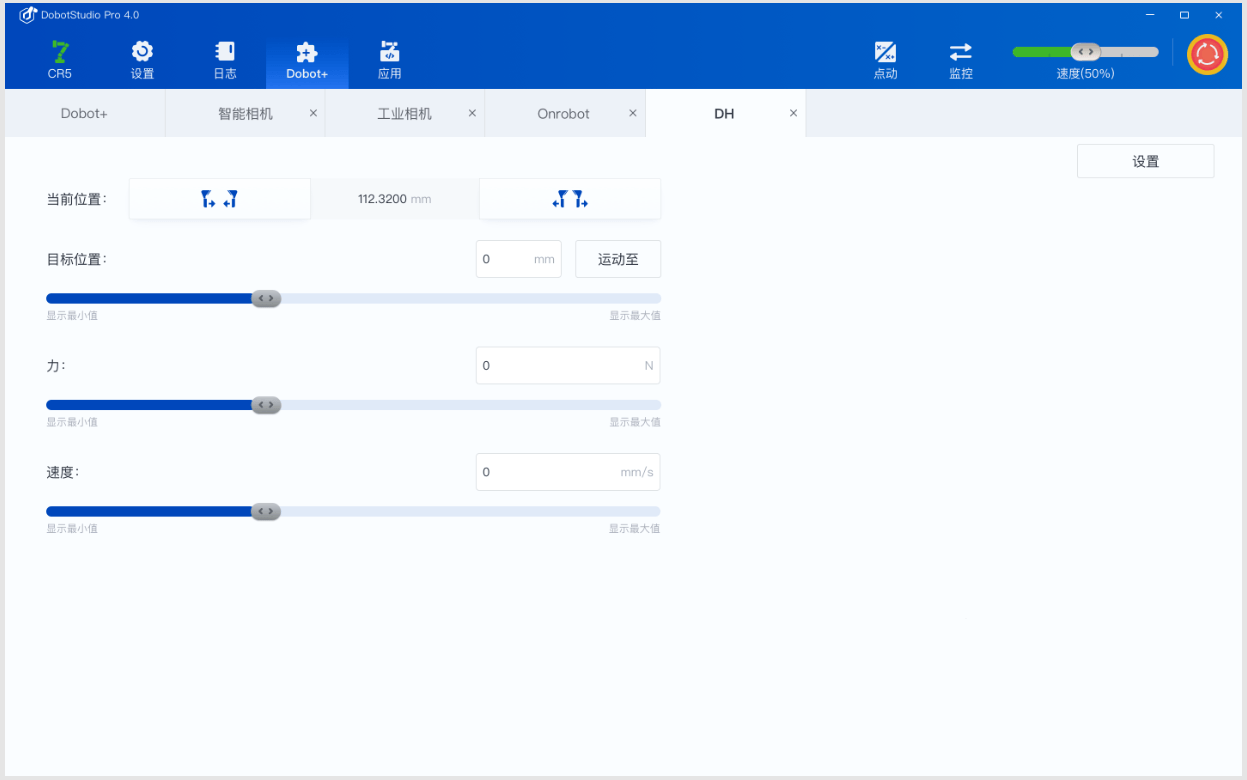 DobotStudio Pro 4.0
CR5 设置 日志 Dobot+ 应用 点动 监控 速度(50%)
Dobot+ 智能相机 × 工业相机 × Onrobot × DH ×
设置
当前位置: 112.3200 mm
目标位置: 0 mm 运动至
显示最小值 显示最大值
力: 0 N
显示最小值 显示最大值
速度: 0 mm/s
显示最小值 显示最大值